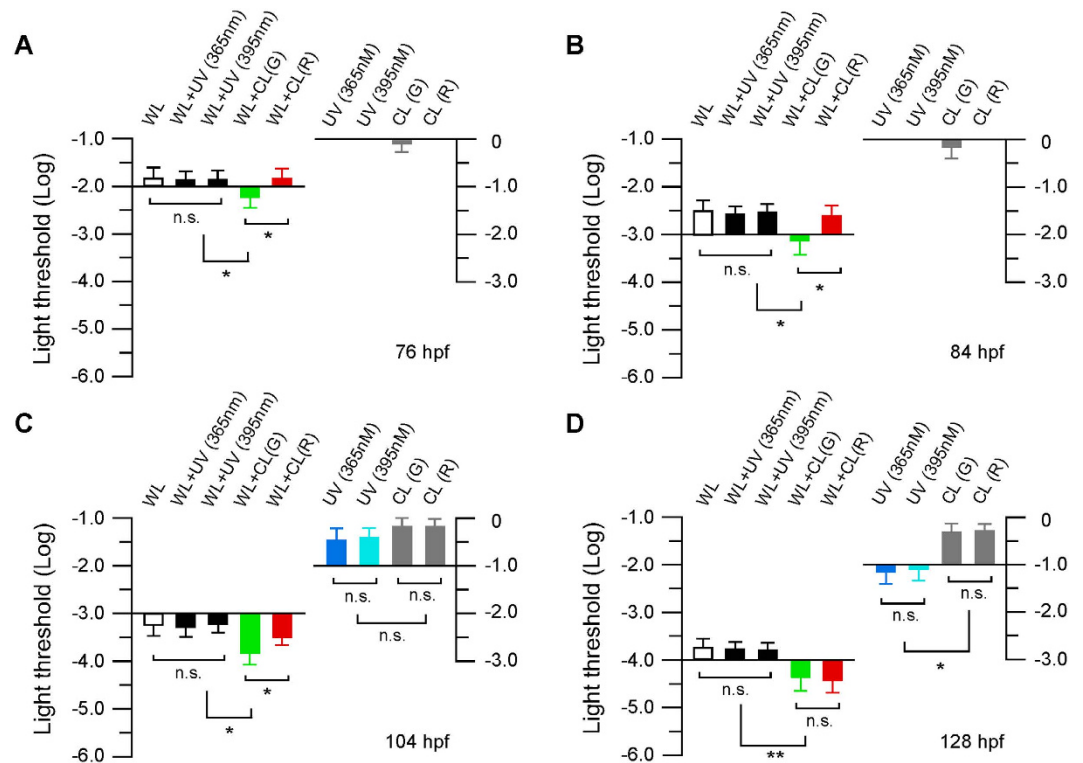 A
WL
WL+UV (365nm)
WL+UV (395nm)
WL+CL(G)
WL+CL(R)
UV (365nM)
UV (395nM)
CL (G)
CL (R)
Light threshold (Log)
-1.0
-2.0
-3.0
-4.0
-5.0
-6.0
0
-1.0
-2.0
-3.0
n.s.
*
*
76 hpf
B
WL
WL+UV (365nm)
WL+UV (395nm)
WL+CL(G)
WL+CL(R)
UV (365nM)
UV (395nM)
CL (G)
CL (R)
Light threshold (Log)
-1.0
-2.0
-3.0
-4.0
-5.0
-6.0
0
-1.0
-2.0
-3.0
n.s.
*
*
84 hpf
C
WL
WL+UV (365nm)
WL+UV (395nm)
WL+CL(G)
WL+CL(R)
UV (365nM)
UV (395nM)
CL (G)
CL (R)
Light threshold (Log)
-1.0
-2.0
-3.0
-4.0
-5.0
-6.0
0
-1.0
-2.0
-3.0
n.s.
n.s.
n.s.
n.s.
*
*
104 hpf
D
WL
WL+UV (365nm)
WL+UV (395nm)
WL+CL(G)
WL+CL(R)
UV (365nM)
UV (395nM)
CL (G)
CL (R)
Light threshold (Log)
-1.0
-2.0
-3.0
-4.0
-5.0
-6.0
0
-1.0
-2.0
-3.0
n.s.
n.s.
*
n.s.
n.s.
**
128 hpf